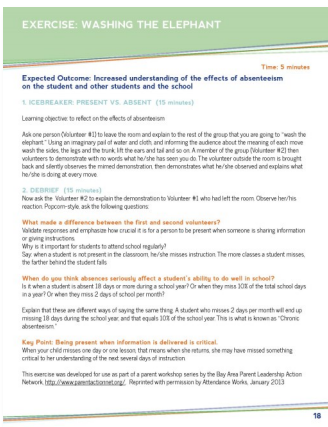 EXERCISE: WASHING THE ELEPHANT
Time: 5 minutes
Expected Outcome: Increased understanding of the effects of absenteeism
on the student and other students and the school
1. ICEBREAKER: PRESENT VS. ABSENT (15 minutes)
Learning objective: to reflect on the effects of absenteeism
Ask one person (Volunteer #1) to leave the room and explain to the rest of the group that you are going to "wash the
elephant." Using an imaginary pail of water and cloth, and informing the audience about the meaning of each move
wash the sides, the legs and the trunk; lift the ears and tail and so on. A member of the group (Volunteer #2) then
volunteers to demonstrate with no words what he/she has seen you do. The volunteer outside the room is brought
back and silently observes the mimed demonstration, then demonstrates what he/she observed and explains what
he/she is doing at every move.
2. DEBRIEF (15 minutes)
Now ask the Volunteer #2 to explain the demonstration to Volunteer #1 who had left the room. Observe her/his
reaction. Popcorn-style, ask the following questions:
What made a difference between the first and second volunteers?
Validate responses and emphasize how crucial it is for a person to be present when someone is sharing information
or giving instructions.
Why is it important for students to attend school regularly?
Say: when a student is not present in the classroom, he/she misses instruction. The more classes a student misses,
the farther behind the student falls
When do you think absences seriously affect a student's ability to do well in school?
Is it when a student is absent 18 days or more during a school year? Or when they miss 10% of the total school days
in a year? Or when they miss 2 days of school per month?
Explain that these are different ways of saying the same thing. A student who misses 2 days per month will end up
missing 18 days during the school year, and that equals 10% of the school year. This is what is known as "Chronic
absenteeism."
Key Point: Being present when information is delivered is critical.
When your child misses one day or one lesson, that means when she returns, she may have missed something
critical to her understanding of the next several days of instruction.
This exercise was developed for use as part of a parent workshop series by the Bay Area Parent Leadership Action
Network, http://www.parentactionnet.org/. Reprinted with permission by Attendance Works, January 2013
18